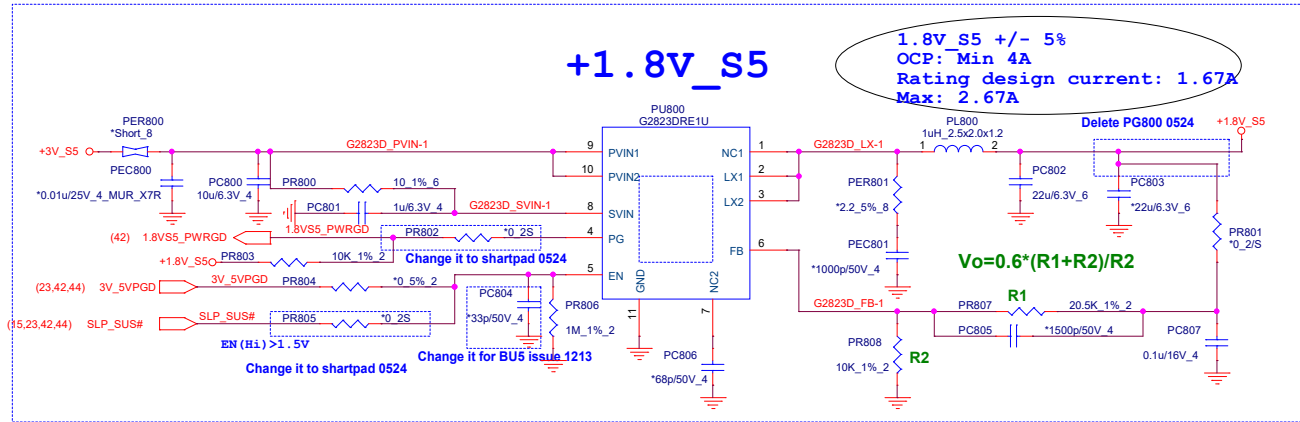 +1.8V_S5
1.8V_S5 +/- 5%
OCP: Min 4A
Rating design current: 1.67A
Max: 2.67A
PU800
G2823DRE1U
PER800
*Short_8
+3V_S5
G2823D_PVIN-1
9
PVIN1
10
PVIN2
PEC800
*0.01u/25V_4_MUR_X7R
PC800
10u/6.3V_4
PR800
10_1%_6
PC801
1u/6.3V_4
G2823D_SVIN-1
8
SVIN
(42)
1.8VS5_PWRGD
1.8VS5_PWRGD
PR802
*0_2S
4
PG
Change it to shartpad 0524
+1.8V_S5
PR803
10K_1%_2
(23,42,44)
3V_5VPGD
3V_5VPGD
PR804
*0_5%_2
5
EN
(15,23,42,44)
SLP_SUS#
SLP_SUS#
PR805
*0_2S
EN(Hi)>1.5V
Change it to shartpad 0524
PC804
*33p/50V_4
PR806
1M_1%_2
Change it for BU5 issue 1213
GND
11
NC2
7
PC806
*68p/50V_4
NC1
1
LX1
2
LX2
3
FB
6
G2823D_LX-1
PL800
1uH_2.5x2.0x1.2
1
2
Delete PG800 0524
+1.8V_S5
PER801
*2.2_5%_8
PEC801
*1000p/50V_4
PC802
22u/6.3V_6
PC803
*22u/6.3V_6
PR801
*0_2/S
Vo=0.6*(R1+R2)/R2
G2823D_FB-1
PR807
R1
20.5K_1%_2
PC805
*1500p/50V_4
PR808
10K_1%_2
R2
PC807
0.1u/16V_4